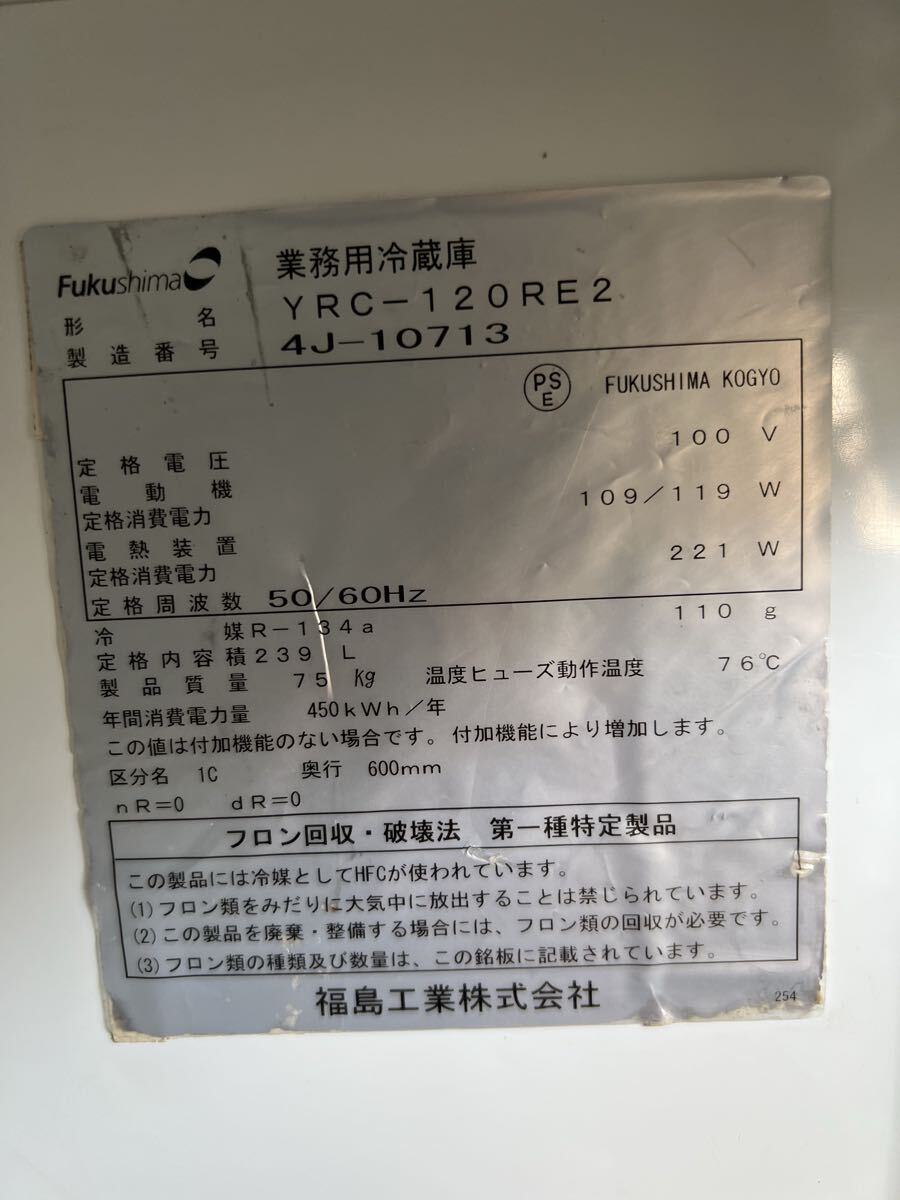 Fukushima
業務用冷蔵庫
形名 YRC-120RE2
製造番号 4J-10713
PSE FUKUSHIMA KOGYO
定格電圧 100 V
電動機
定格消費電力 109/119 W
電熱装置
定格消費電力 221 W
定格周波数 50/60Hz
冷媒 R-134a 110 g
定格内容積 239 L
製品質量 75 kg 温度ヒューズ動作温度 76℃
年間消費電力量 450kWh/年
この値は付加機能のない場合です。付加機能により増加します。
区分名 1C 奥行 600mm
nR=0 dR=0
フロン回収・破壊法 第一種特定製品
この製品には冷媒としてHFCが使われています。
(1)フロン類をみだりに大気中に放出することは禁じられています。
(2)この製品を廃棄・整備する場合には、フロン類の回収が必要です。
(3)フロン類の種類及び数量は、この銘板に記載されています。
福島工業株式会社
254